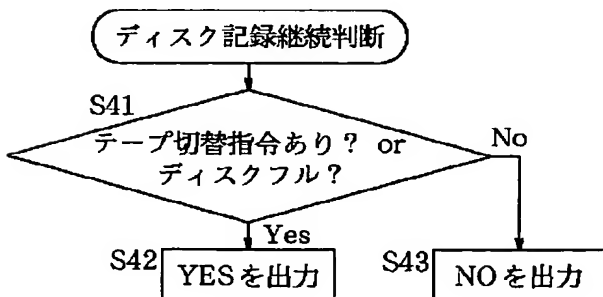 ディスク記録継続判断
S41
テープ切替指令あり? or
ディスクフル?
No
Yes
S42
YESを出力
S43
NOを出力